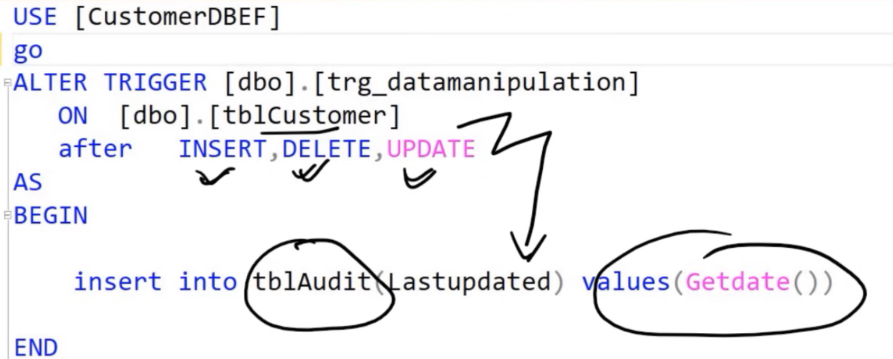 USE [CustomerDBEF]
go
ALTER TRIGGER [dbo].[trg_datamanipulation]
ON [dbo].[tblCustomer]
after INSERT,DELETE,UPDATE
AS
BEGIN
insert into tblAudit(Lastupdated) values(Getdate())
END